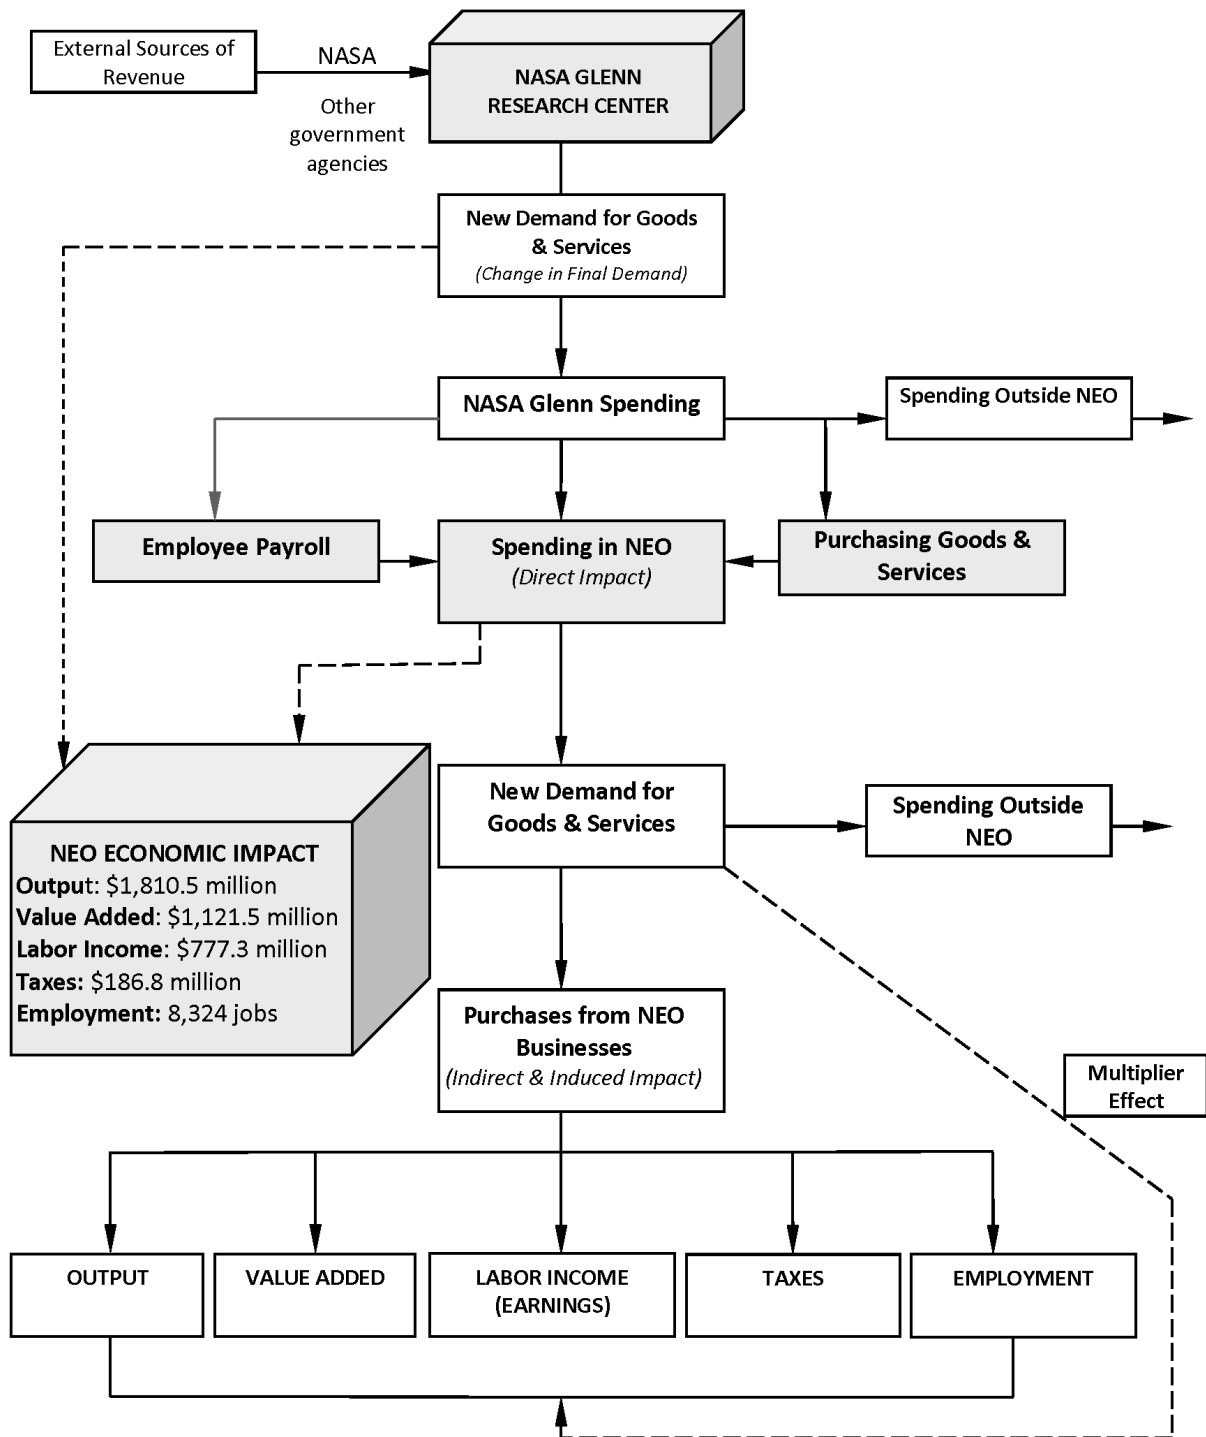 External Sources of
Revenue
NASA
Other
government
agencies
NASA GLENN
RESEARCH CENTER
New Demand for Goods
& Services
(Change in Final Demand)
NASA Glenn Spending
Spending Outside NEO
Employee Payroll
Spending in NEO
(Direct Impact)
Purchasing Goods &
Services
New Demand for
Goods & Services
Spending Outside
NEO
NEO ECONOMIC IMPACT
Output: $1,810.5 million
Value Added: $1,121.5 million
Labor Income: $777.3 million
Taxes: $186.8 million
Employment: 8,324 jobs
Purchases from NEO
Businesses
(Indirect & Induced Impact)
Multiplier
Effect
OUTPUT
VALUE ADDED
LABOR INCOME
(EARNINGS)
TAXES
EMPLOYMENT